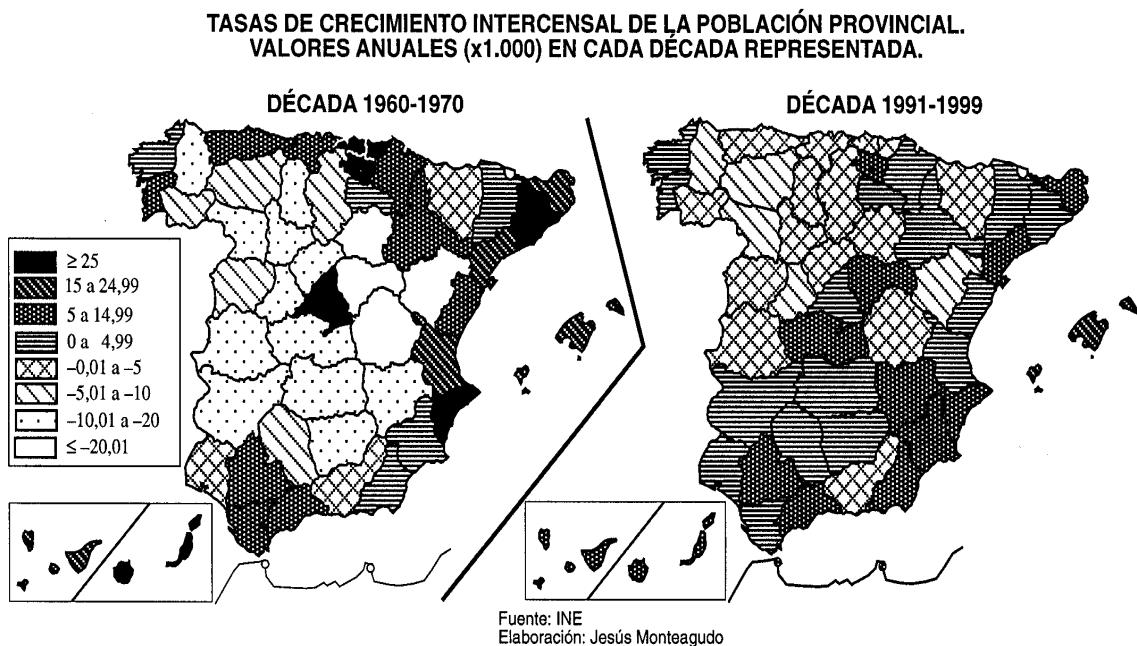 TASAS DE CRECIMIENTO INTERCENSAL DE LA POBLACIÓN PROVINCIAL.
VALORES ANUALES (x1.000) EN CADA DÉCADA REPRESENTADA.
DÉCADA 1960-1970
DÉCADA 1991-1999
≥ 25
15 a 24,99
5 a 14,99
0 a 4,99
–0,01 a –5
–5,01 a –10
–10,01 a –20
≤ –20,01
Fuente: INE
Elaboración: Jesús Monteagudo